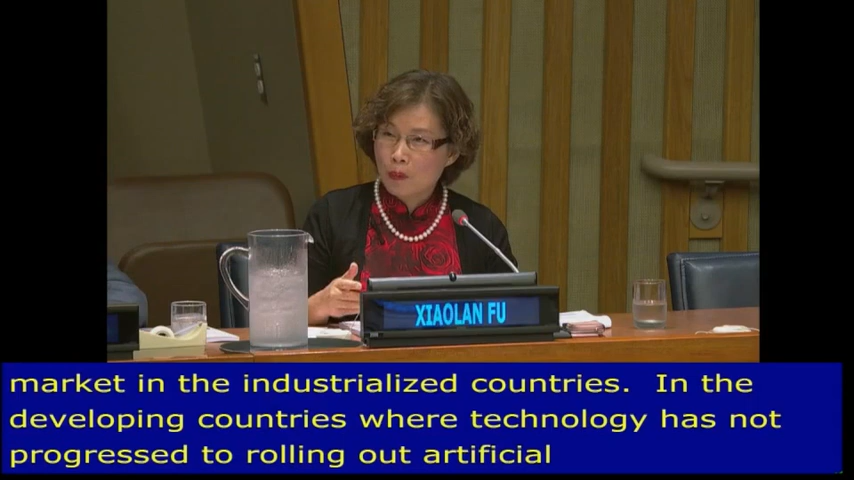 XIAOLAN FU
market in the industrialized countries.  In the
developing countries where technology has not
progressed to rolling out artificial